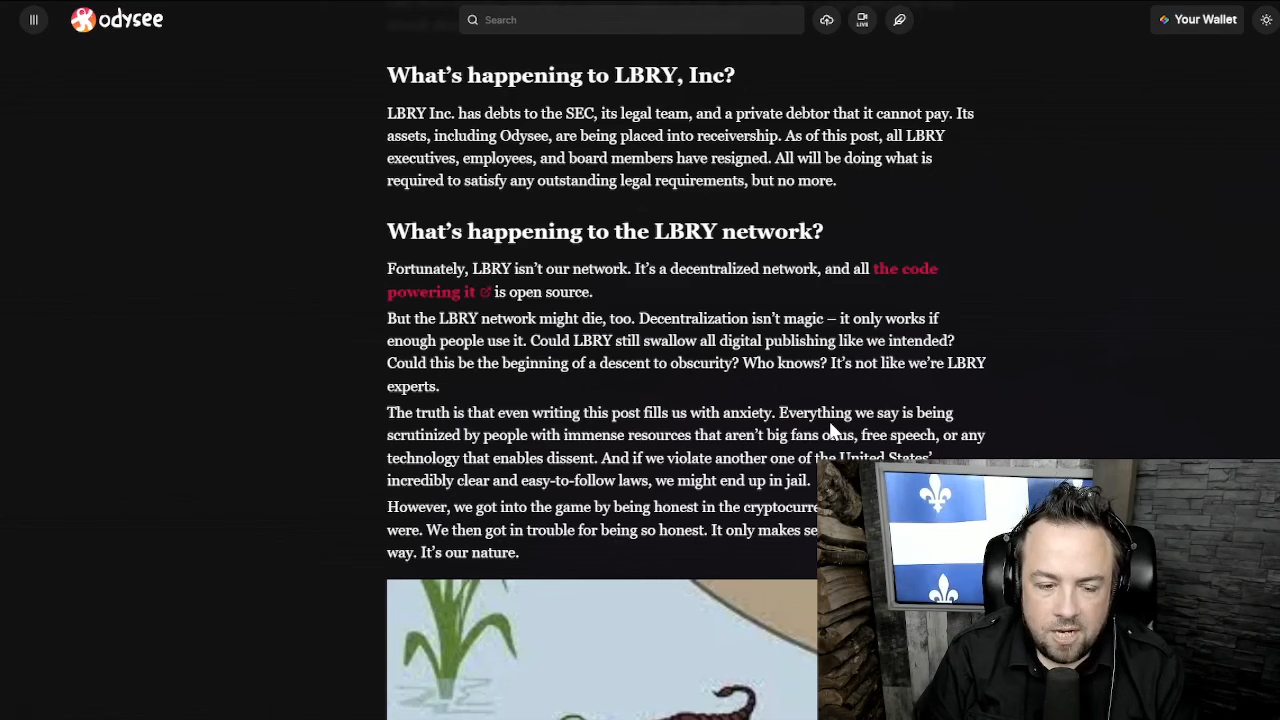 odysee
Search
LIVE
Your Wallet
What's happening to LBRY, Inc?
LBRY Inc. has debts to the SEC, its legal team, and a private debtor that it cannot pay. Its
assets, including Odysee, are being placed into receivership. As of this post, all LBRY
executives, employees, and board members have resigned. All will be doing what is
required to satisfy any outstanding legal requirements, but no more.
What's happening to the LBRY network?
Fortunately, LBRY isn't our network. It's a decentralized network, and all the code
powering it is open source.
But the LBRY network might die, too. Decentralization isn't magic – it only works if
enough people use it. Could LBRY still swallow all digital publishing like we intended?
Could this be the beginning of a descent to obscurity? Who knows? It's not like we're LBRY
experts.
The truth is that even writing this post fills us with anxiety. Everything we say is being
scrutinized by people with immense resources that aren't big fans of us, free speech, or any
technology that enables dissent. And if we violate another one of the United States'
incredibly clear and easy-to-follow laws, we might end up in jail.
However, we got into the game by being honest in the
were. We then got in trouble for being so honest. It only makes
way. It's our nature.